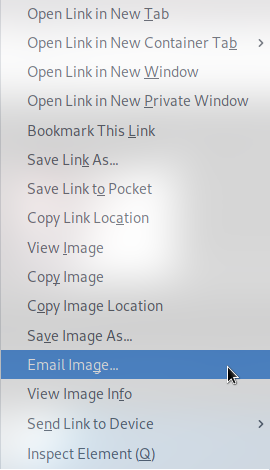 Open Link in New Tab
Open Link in New Container Tab
Open Link in New Window
Open Link in New Private Window
Bookmark This Link
Save Link As...
Save Link to Pocket
Copy Link Location
View Image
Copy Image
Copy Image Location
Save Image As...
Email Image...
View Image Info
Send Link to Device
Inspect Element (Q)